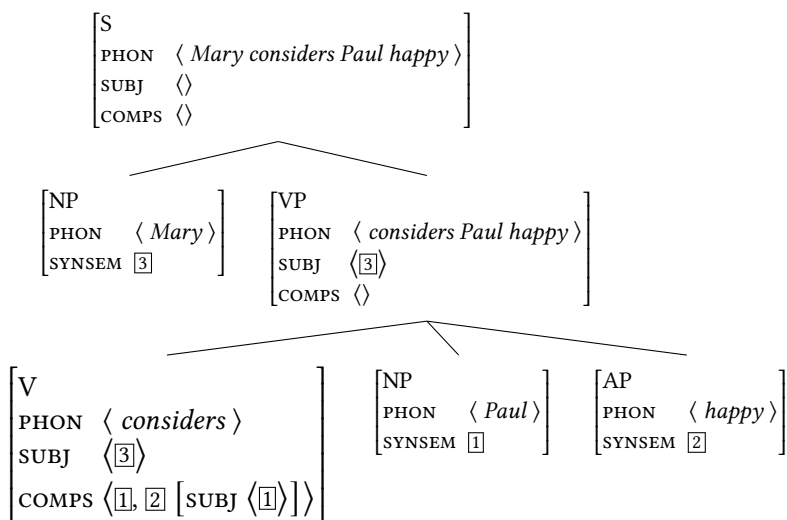 S
PHON ⟨ Mary considers Paul happy ⟩
SUBJ ⟨⟩
COMPS ⟨⟩
NP
PHON ⟨ Mary ⟩
SYNSEM 3
VP
PHON ⟨ considers Paul happy ⟩
SUBJ ⟨3⟩
COMPS ⟨⟩
V
PHON ⟨ considers ⟩
SUBJ ⟨3⟩
COMPS ⟨1, 2 [SUBJ ⟨1⟩]⟩
NP
PHON ⟨ Paul ⟩
SYNSEM 1
AP
PHON ⟨ happy ⟩
SYNSEM 2